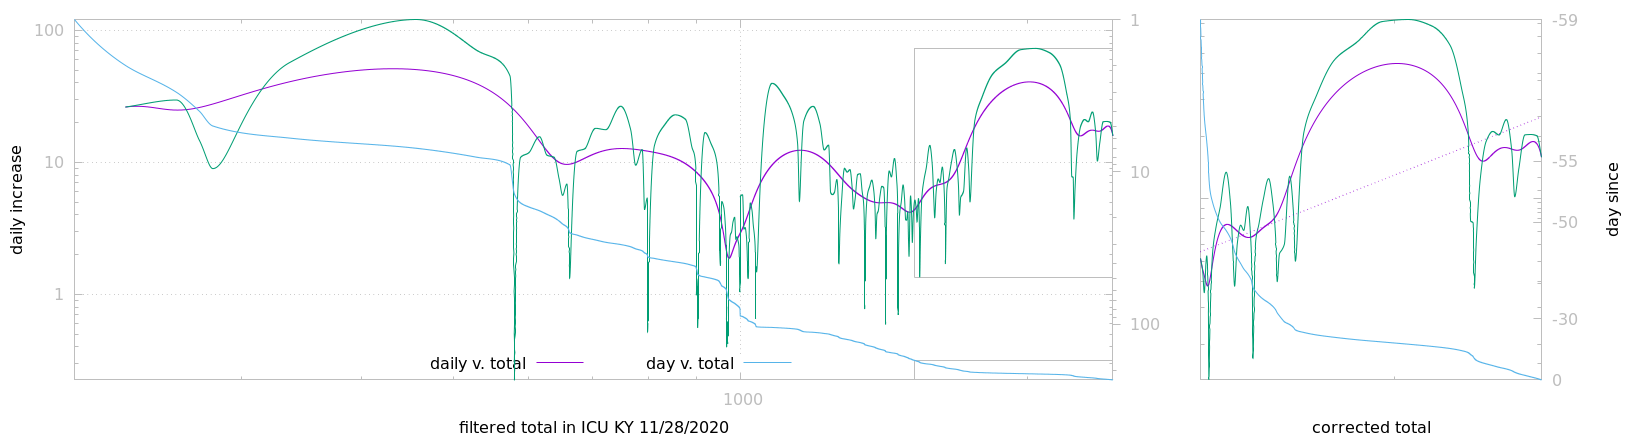 100
10
1
daily increase
daily v. total
day v. total
1000
filtered total in ICU KY 11/28/2020
1
10
100
-59
-55
-50
-30
0
day since
corrected total